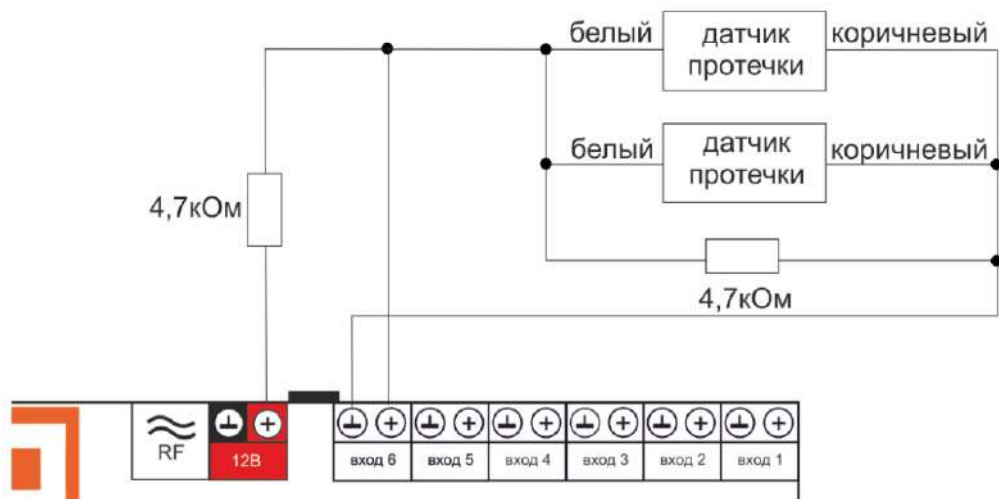 белый
датчик
протечки
коричневый
белый
датчик
протечки
коричневый
4,7кОм
4,7кОм
RF
12В
вход 6
вход 5
вход 4
вход 3
вход 2
вход 1